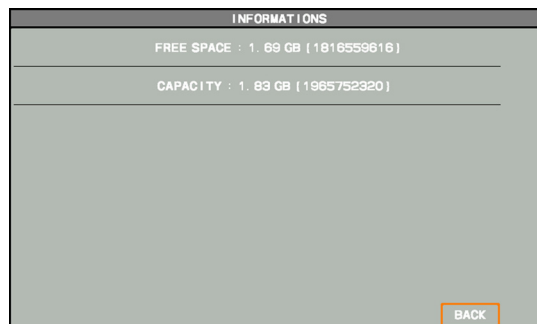 INFORMATIONS
FREE SPACE : 1. 69 GB [1816559616]
CAPACITY : 1. 83 GB [1965752320]
BACK